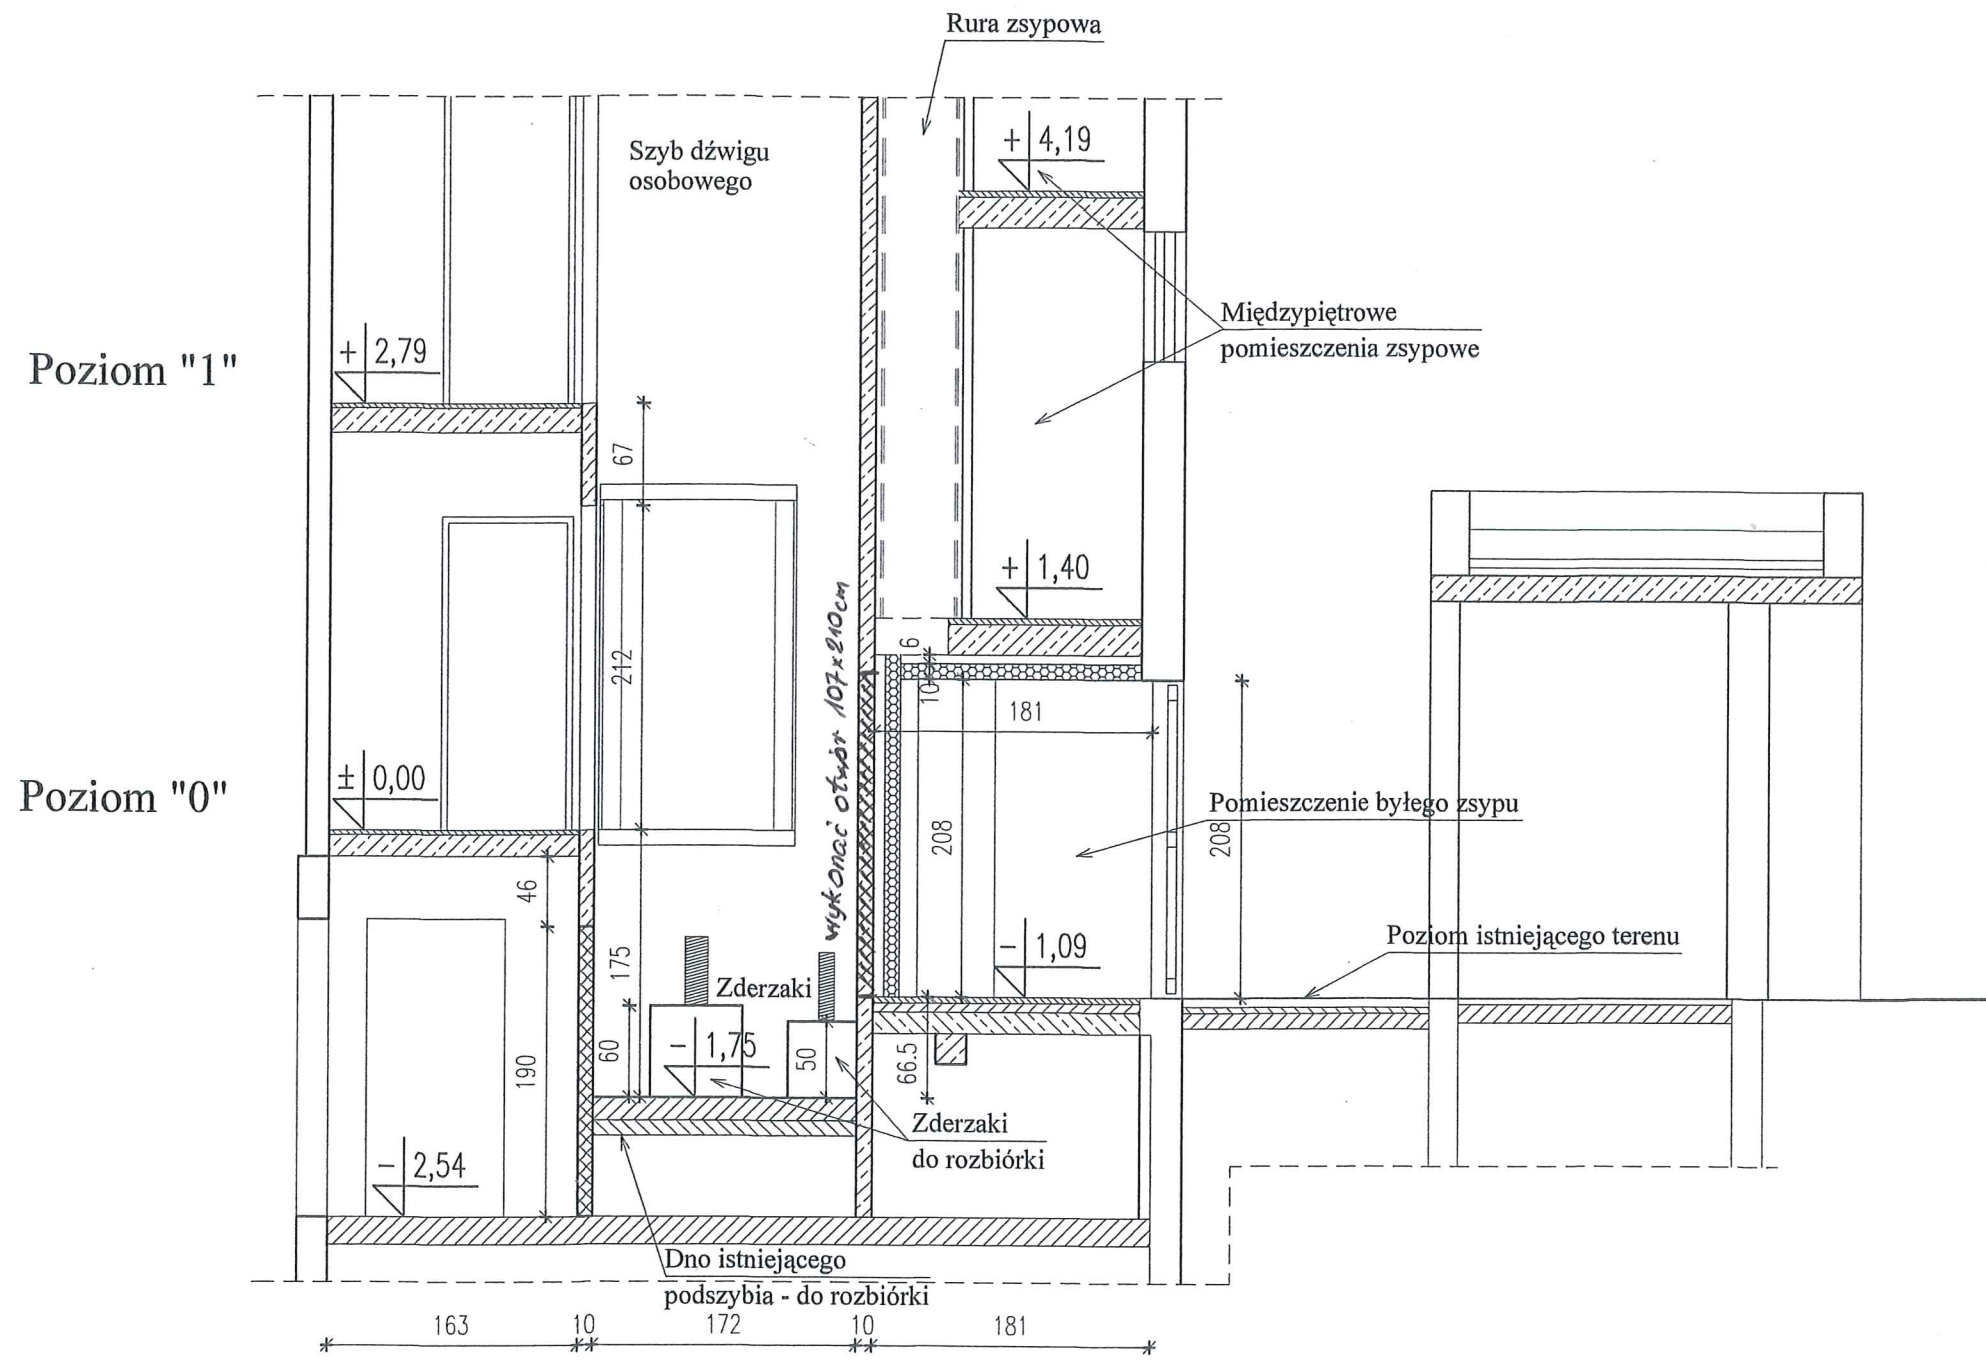 Rura zsypowa
Szyb dźwigu
osobowego
+ 4,19
Międzypiętrowe
pomieszczenia zsypowe
Poziom "1"
+ 2,79
67
+ 1,40
212
wykonać otwór 107x210cm
6
10
181
Poziom "0"
± 0,00
208
Pomieszczenie byłego zsypu
208
46
175
Zderzaki
- 1,09
Poziom istniejącego terenu
190
60
- 1,75
50
66.5
Zderzaki
do rozbiórki
- 2,54
Dno istniejącego
podszybia - do rozbiórki
163
10
172
10
181